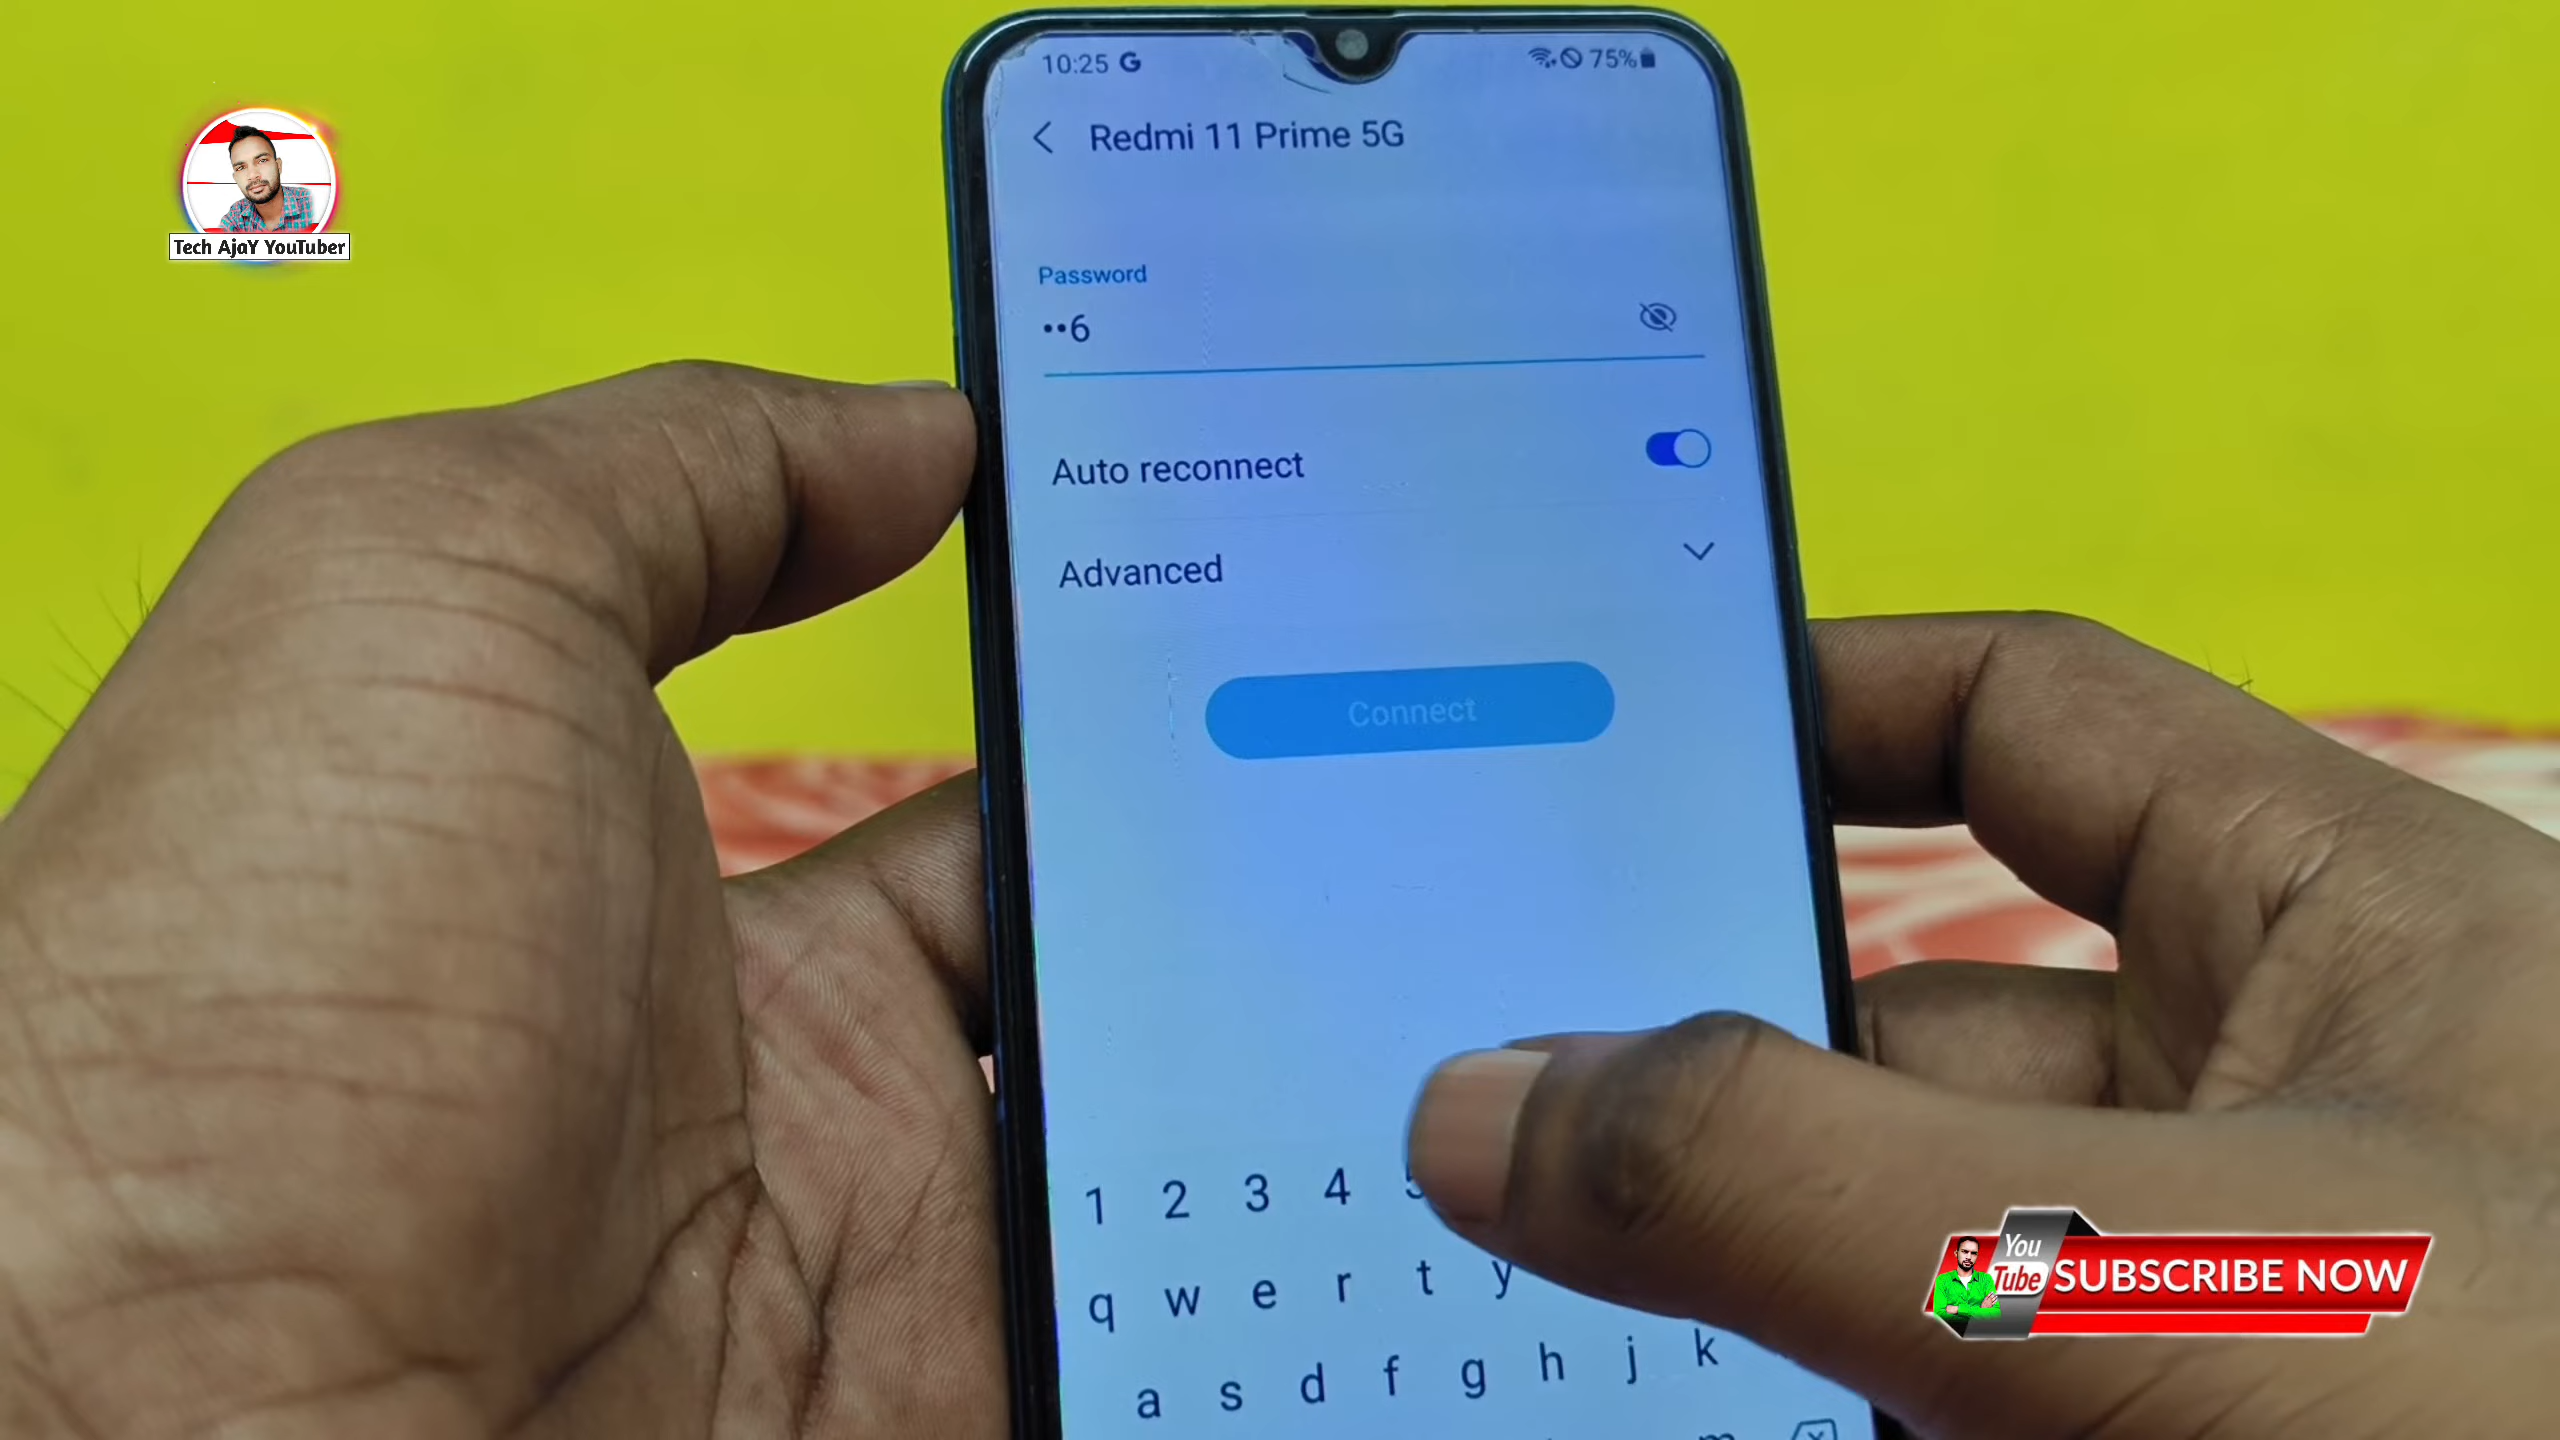 10:25 G
75%
Redmi 11 Prime 5G
Tech AjaY YouTuber
Password
••6
Auto reconnect
Advanced
Connect
1 2 3 4
q w e r t y
a s d f g h j k
m
You
Tube
SUBSCRIBE NOW